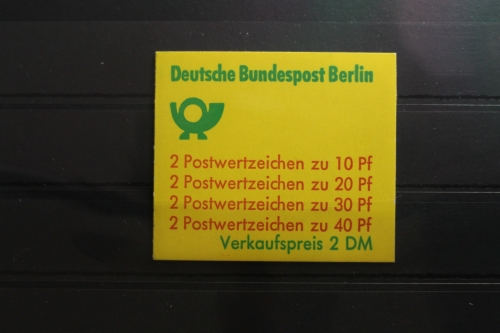 Deutsche Bundespost Berlin
2 Postwertzeichen zu 10 Pf
2 Postwertzeichen zu 20 Pf
2 Postwertzeichen zu 30 Pf
2 Postwertzeichen zu 40 Pf
Verkaufspreis 2 DM